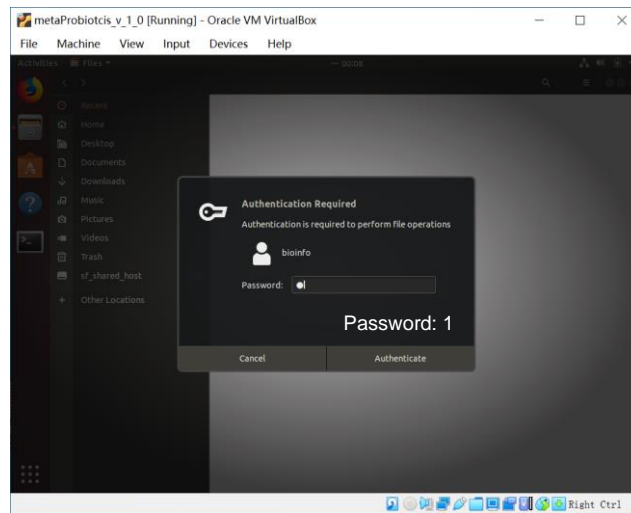 metaProbiotcis_v_1_0 [Running] - Oracle VM VirtualBox
File Machine View Input Devices Help
Activities Files
00:08
Recent
Home
Desktop
Documents
Downloads
Music
Pictures
Videos
Trash
sf_shared_host
+ Other Locations
Authentication Required
Authentication is required to perform file operations
bioinfo
Password:
Password: 1
Cancel Authenticate
Right Ctrl